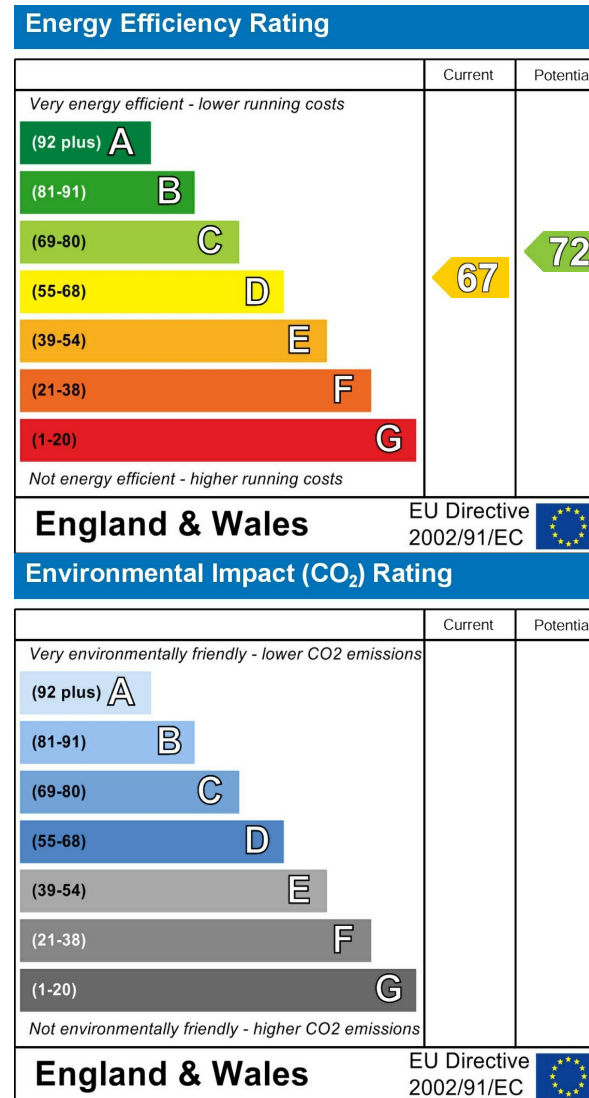 Energy Efficiency Rating
Current Potentia
Very energy efficient - lower running costs
(92 plus) A
(81-91) B
(69-80) C
72
(55-68) D
67
(39-54) E
(21-38) F
(1-20) G
Not energy efficient - higher running costs
England & Wales
EU Directive
2002/91/EC
Environmental Impact (CO₂) Rating
Current Potentia
Very environmentally friendly - lower CO2 emissions
(92 plus) A
(81-91) B
(69-80) C
(55-68) D
(39-54) E
(21-38) F
(1-20) G
Not environmentally friendly - higher CO2 emissions
England & Wales
EU Directive
2002/91/EC